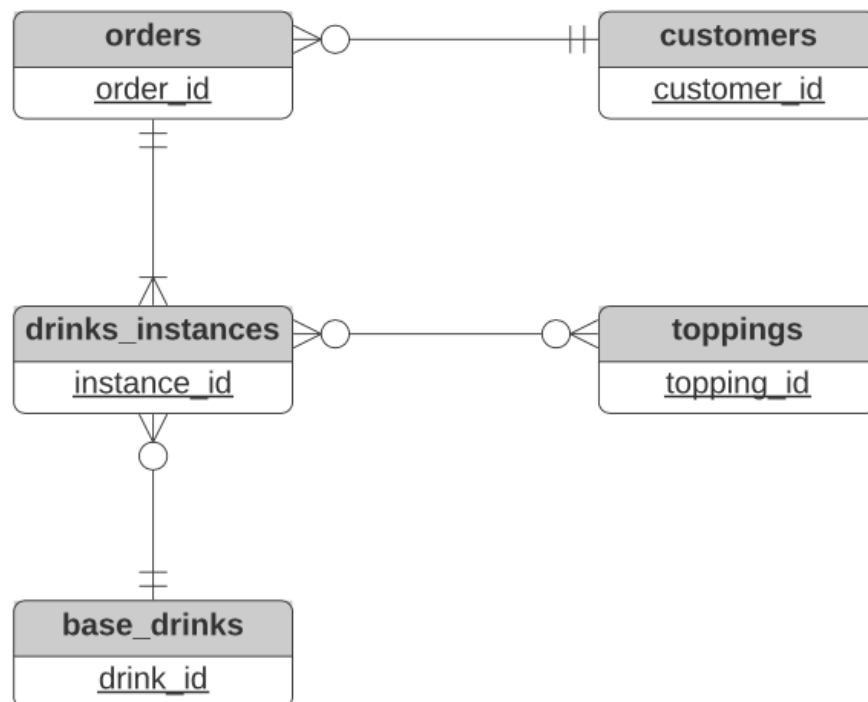 orders
order_id
customers
customer_id
drinks_instances
instance_id
toppings
topping_id
base_drinks
drink_id